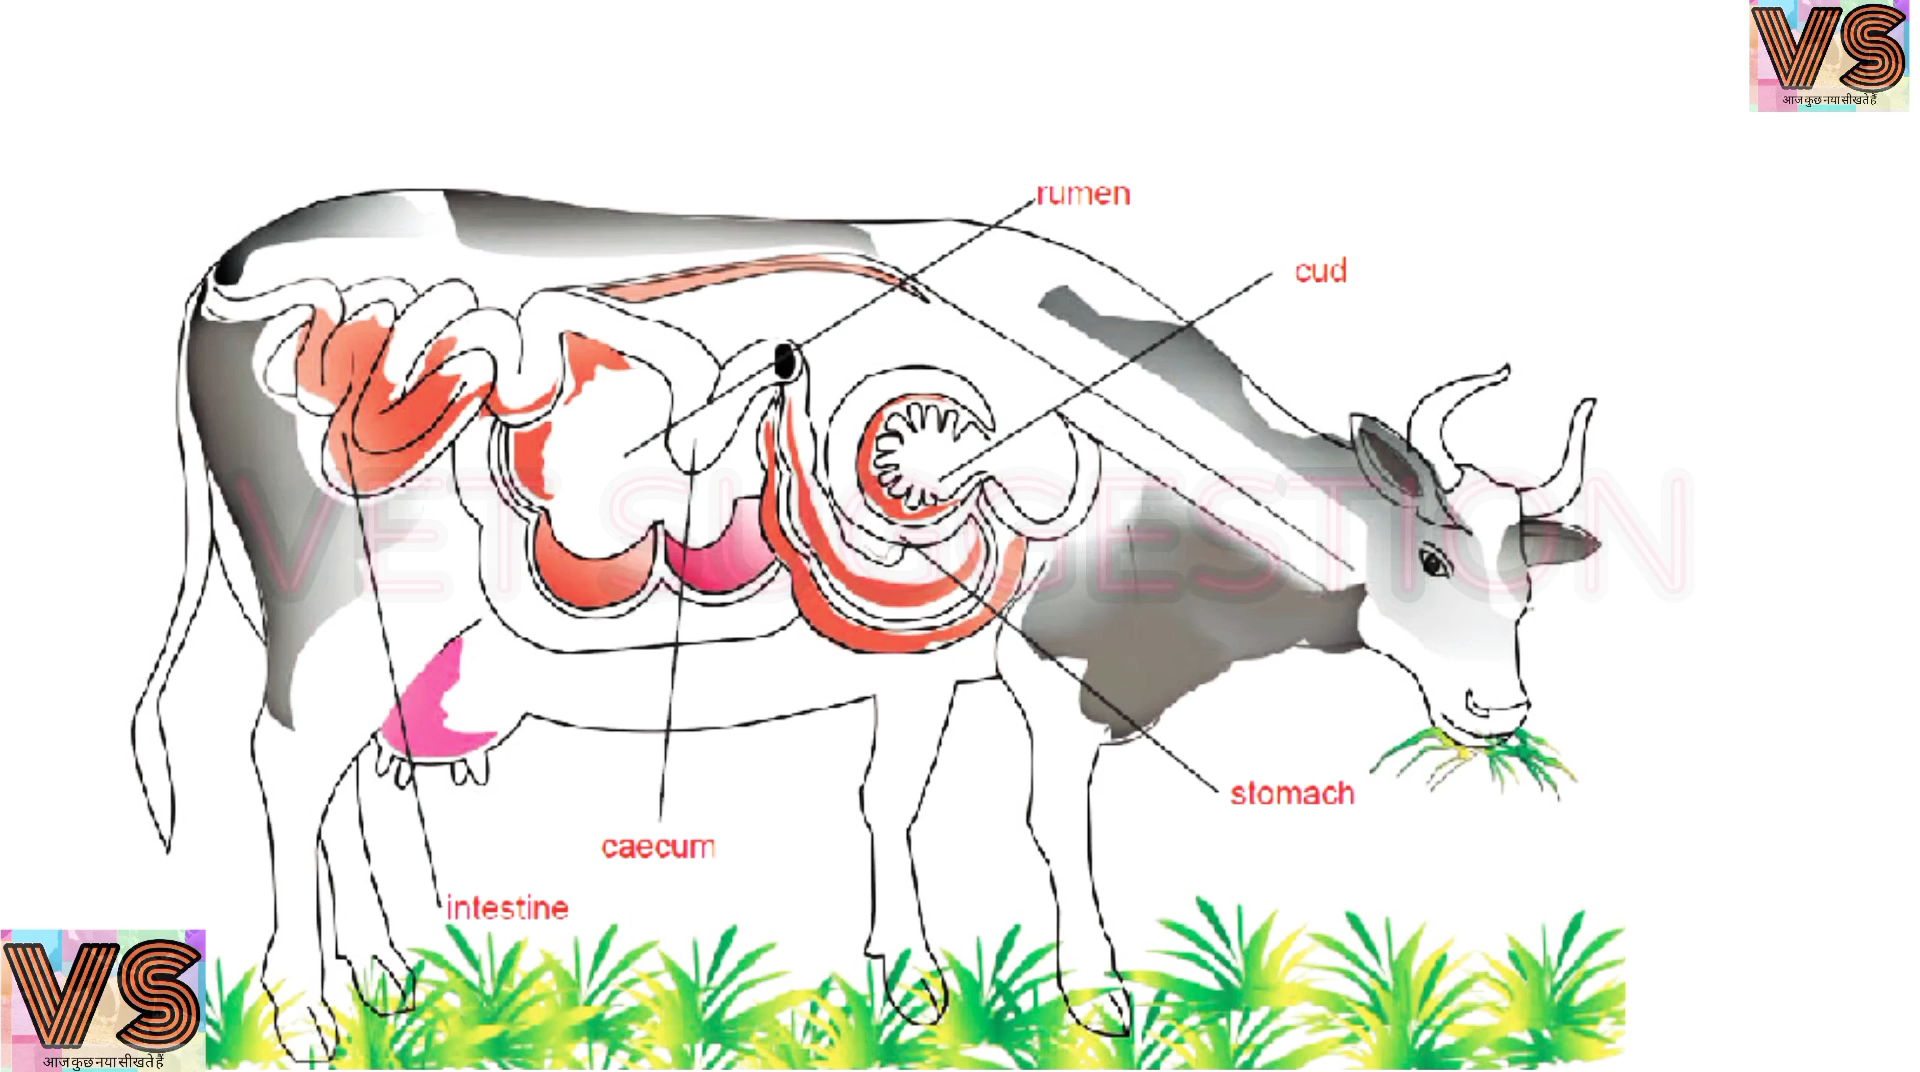 VS
आज कुछ नया सीखते हैं
rumen
cud
VET SUGGESTION
stomach
caecum
intestine
VS
आज कुछ नया सीखते हैं